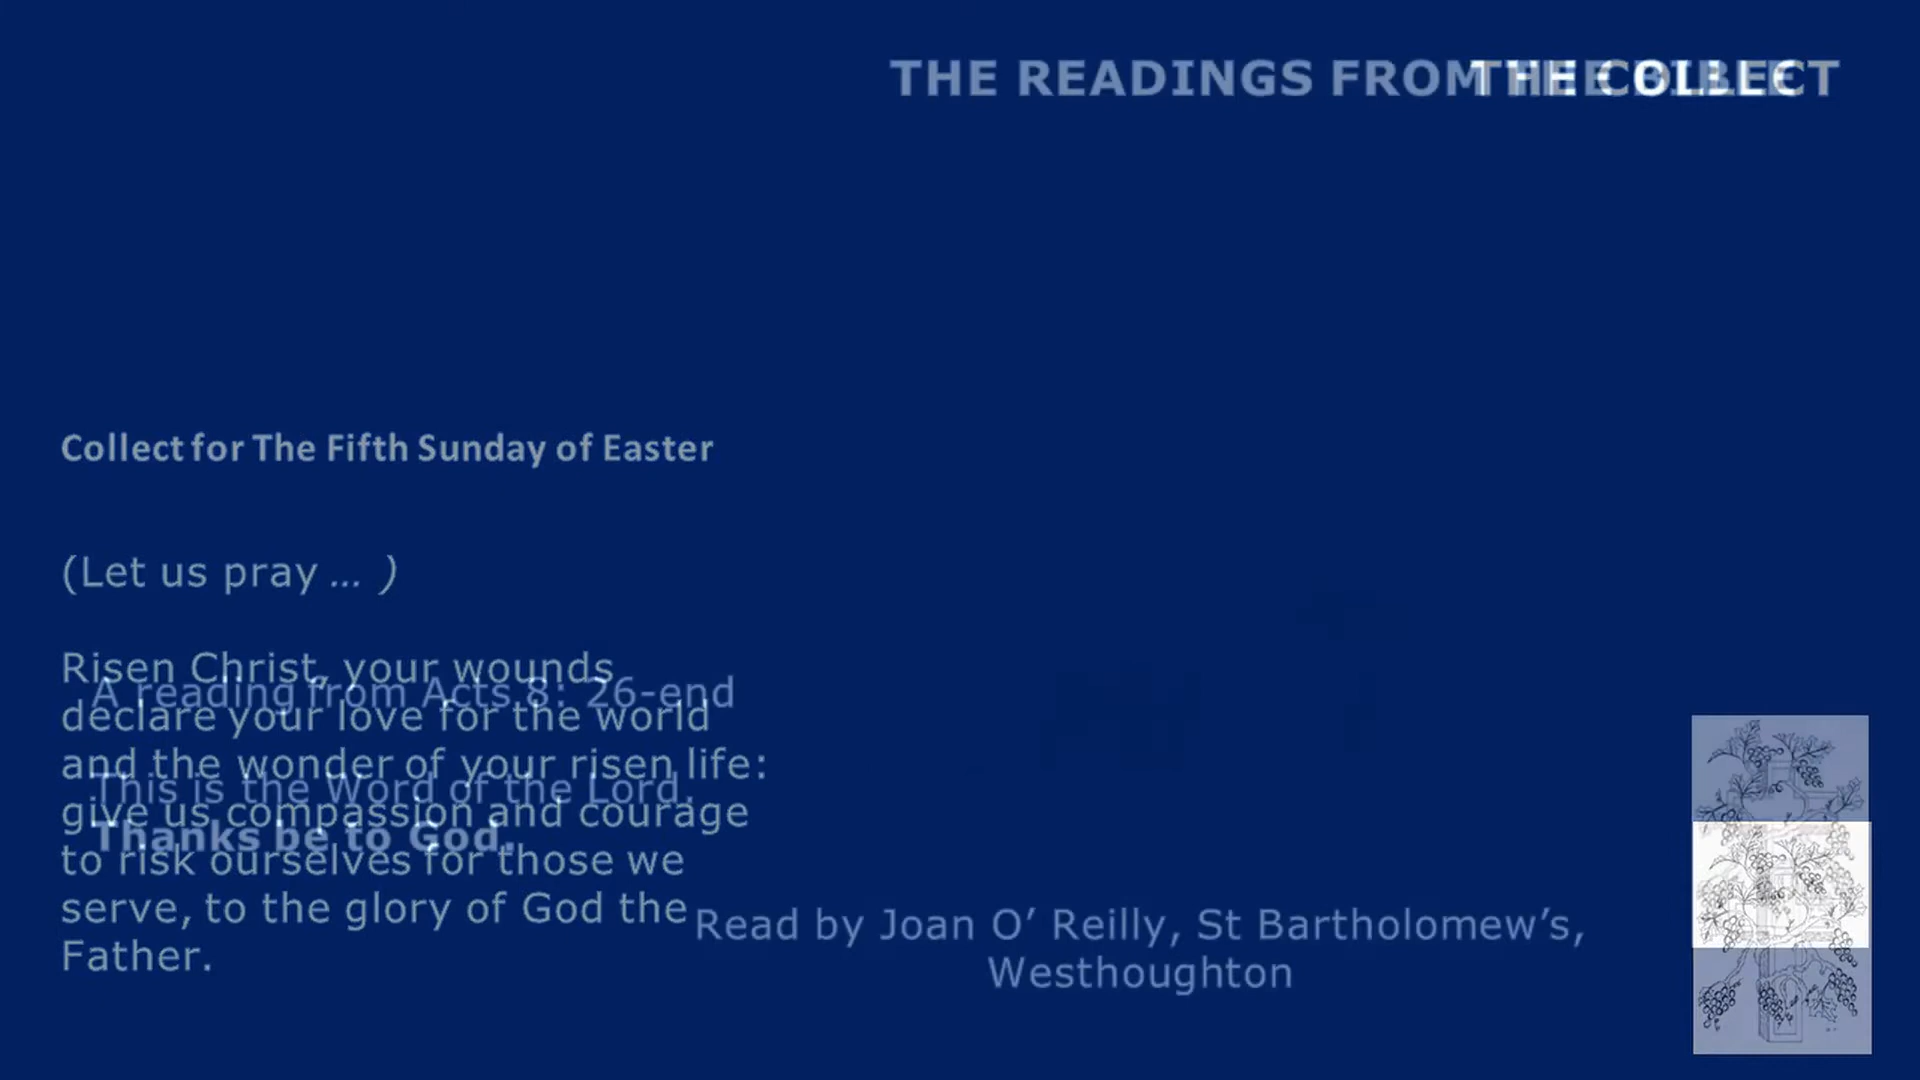 THE READINGS FROM THE BIBLE
THE COLLECT
Collect for The Fifth Sunday of Easter
(Let us pray ... )
Risen Christ, your wounds
declare your love for the world
and the wonder of your risen life:
give us compassion and courage
to risk ourselves for those we
serve, to the glory of God the
Father.
A reading from Acts 8: 26-end
This is the Word of the Lord.
Thanks be to God.
Read by Joan O’ Reilly, St Bartholomew’s,
Westhoughton